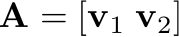 𝐀 = [𝐯₁ 𝐯₂]